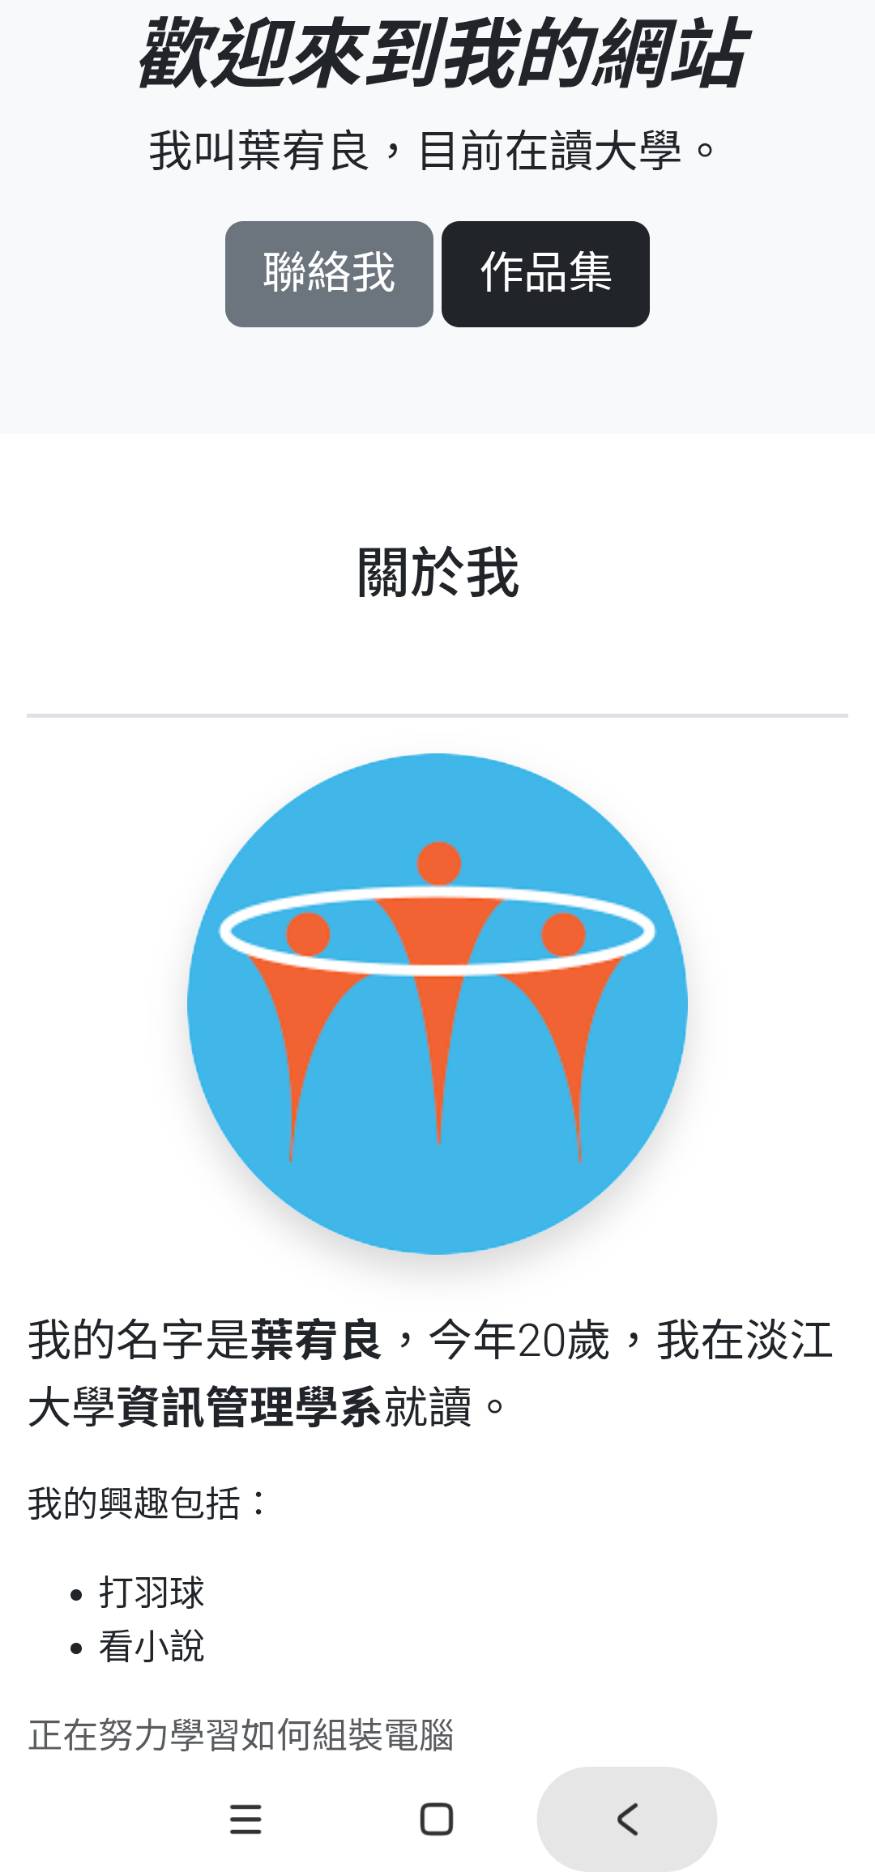 歡迎來到我的網站
我叫葉宥良，目前在讀大學。
聯絡我 作品集
關於我
我的名字是葉宥良，今年20歲，我在淡江
大學資訊管理學系就讀。
我的興趣包括：
• 打羽球
• 看小說
正在努力學習如何組裝電腦